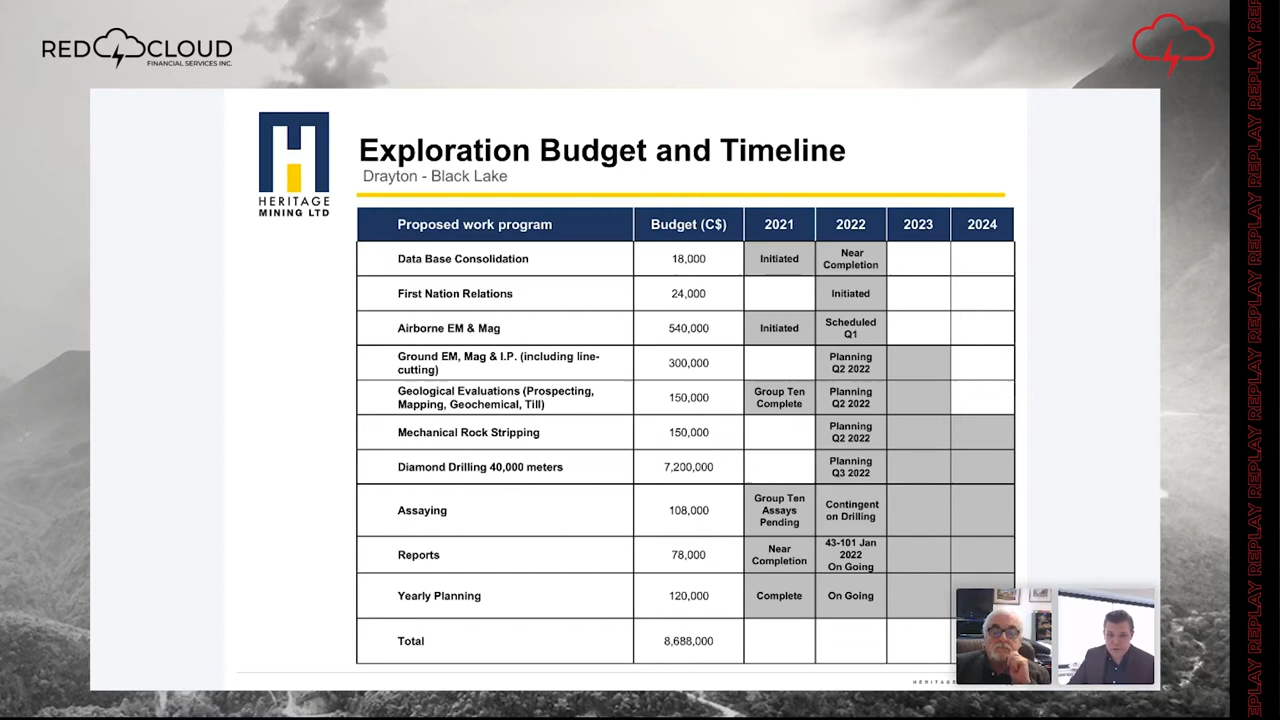 RED CLOUD
FINANCIAL SERVICES INC.
HERITAGE
MINING LTD
Exploration Budget and Timeline
Drayton - Black Lake
Proposed work program Budget (C$) 2021 2022 2023 2024
Data Base Consolidation 18,000 Initiated Near
Completion
First Nation Relations 24,000 Initiated
Airborne EM & Mag 540,000 Initiated Scheduled
Q1
Ground EM, Mag & I.P. (including line-
cutting) 300,000 Planning
Q2 2022
Geological Evaluations (Prospecting,
Mapping, Geochemical, Till) 150,000 Group Ten
Complete Planning
Q2 2022
Mechanical Rock Stripping 150,000 Planning
Q2 2022
Diamond Drilling 40,000 meters 7,200,000 Planning
Q3 2022
Assaying 108,000 Group Ten
Assays
Pending Contingent
on Drilling
Reports 78,000 Near
Completion 43-101 Jan
2022
On Going
Yearly Planning 120,000 Complete On Going
Total 8,688,000
HERITAG
REPLAY REPLAY REPLAY REPLAY REPLAY REPLAY REPLAY REPLAY